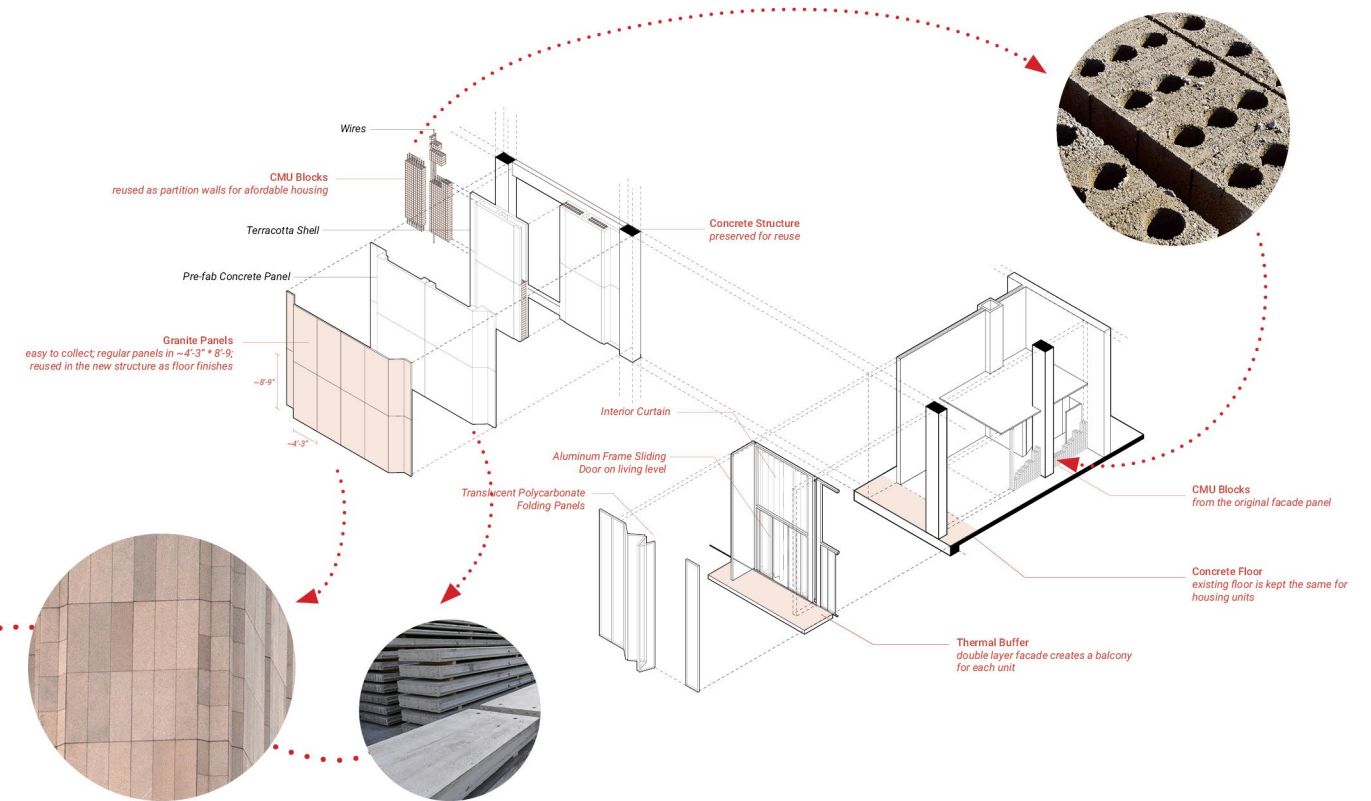 Wires
CMU Blocks
reused as partition walls for afordable housing
Terracotta Shell
Pre-fab Concrete Panel
Granite Panels
easy to collect; regular panels in ~4'-3" * 8'-9;
reused in the new structure as floor finishes
~8'-9"
~4'-3"
Concrete Structure
preserved for reuse
Interior Curtain
Aluminum Frame Sliding
Door on living level
Translucent Polycarbonate
Folding Panels
CMU Blocks
from the original facade panel
Concrete Floor
existing floor is kept the same for
housing units
Thermal Buffer
double layer facade creates a balcony
for each unit